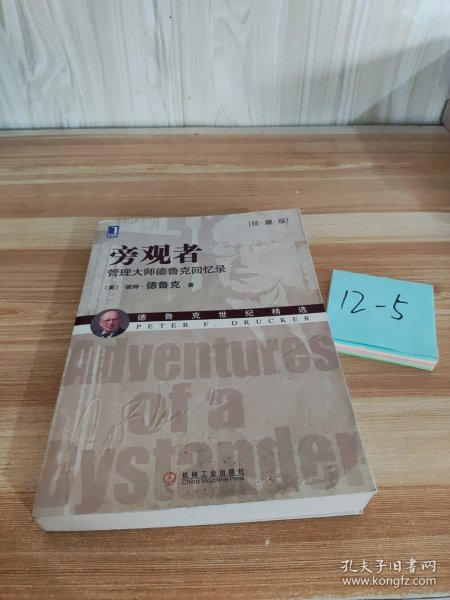 [珍·藏·版]
旁观者
管理大师德鲁克回忆录
(美) 彼得·德鲁克 著
德鲁克世纪精选
PETER F. DRUCKER
Adventures
of a
Bystander
机械工业出版社
China Machine Press
12-5
孔夫子旧书网
www.kongfz.com